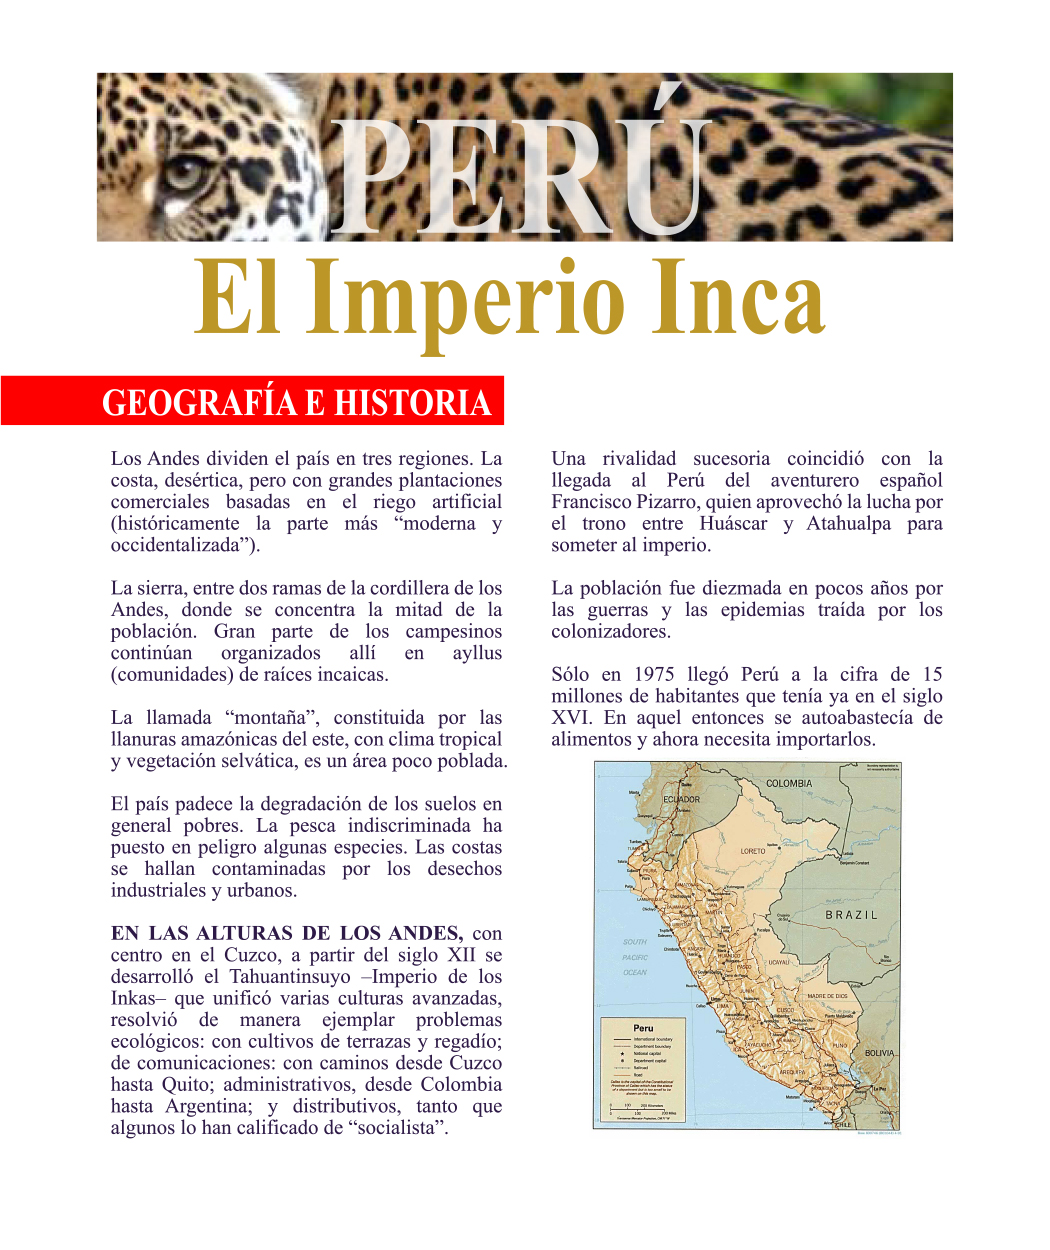 PERÚ
El Imperio Inca
GEOGRAFÍA E HISTORIA
Los Andes dividen el país en tres regiones. La
costa, desértica, pero con grandes plantaciones
comerciales basadas en el riego artificial
(históricamente la parte más “moderna y
occidentalizada”).
La sierra, entre dos ramas de la cordillera de los
Andes, donde se concentra la mitad de la
población. Gran parte de los campesinos
continúan organizados allí en ayllus
(comunidades) de raíces incaicas.
La llamada “montaña”, constituida por las
llanuras amazónicas del este, con clima tropical
y vegetación selvática, es un área poco poblada.
El país padece la degradación de los suelos en
general pobres. La pesca indiscriminada ha
puesto en peligro algunas especies. Las costas
se hallan contaminadas por los desechos
industriales y urbanos.
EN LAS ALTURAS DE LOS ANDES, con
centro en el Cuzco, a partir del siglo XII se
desarrolló el Tahuantinsuyo –Imperio de los
Inkas– que unificó varias culturas avanzadas,
resolvió de manera ejemplar problemas
ecológicos: con cultivos de terrazas y regadío;
de comunicaciones: con caminos desde Cuzco
hasta Quito; administrativos, desde Colombia
hasta Argentina; y distributivos, tanto que
algunos lo han calificado de “socialista”.
Una rivalidad sucesoria coincidió con la
llegada al Perú del aventurero español
Francisco Pizarro, quien aprovechó la lucha por
el trono entre Huáscar y Atahualpa para
someter al imperio.
La población fue diezmada en pocos años por
las guerras y las epidemias traída por los
colonizadores.
Sólo en 1975 llegó Perú a la cifra de 15
millones de habitantes que tenía ya en el siglo
XVI. En aquel entonces se autoabastecía de
alimentos y ahora necesita importarlos.
COLOMBIA
ECUADOR
LORETO
BRAZIL
SOUTH
PACIFIC
OCEAN
UCAYALI
MADRE DE DIOS
LIMA
CUSCO
PUNO
AREQUIPA
BOLIVIA
CHILE
Peru
International boundary
Department boundary
National capital
Department capital
Railroad
Road